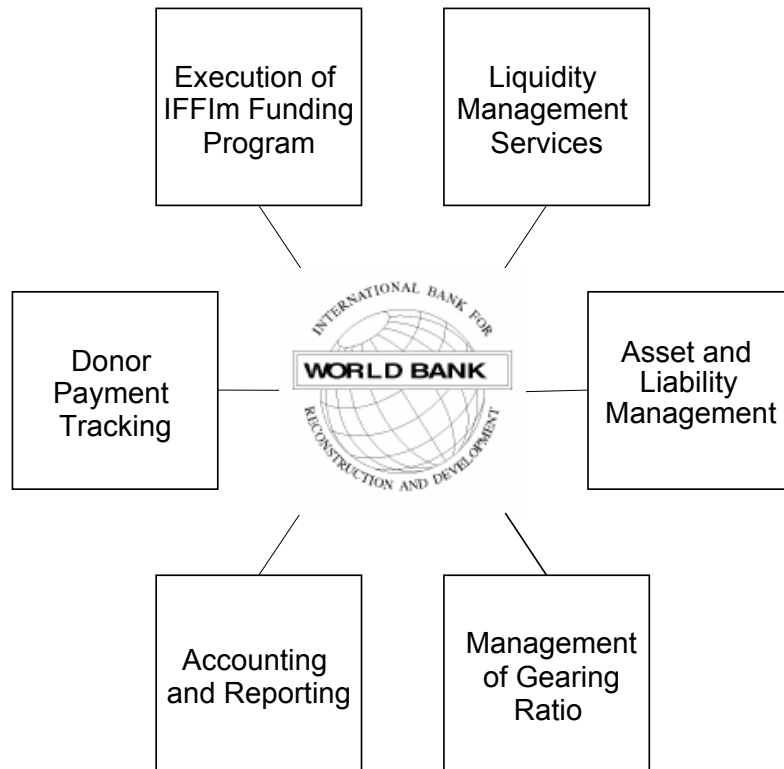 Execution of
IFFIm Funding
Program
Liquidity
Management
Services
INTERNATIONAL BANK FOR
WORLD BANK
RECONSTRUCTION AND DEVELOPMENT
Donor
Payment
Tracking
Asset and
Liability
Management
Accounting
and Reporting
Management
of Gearing
Ratio